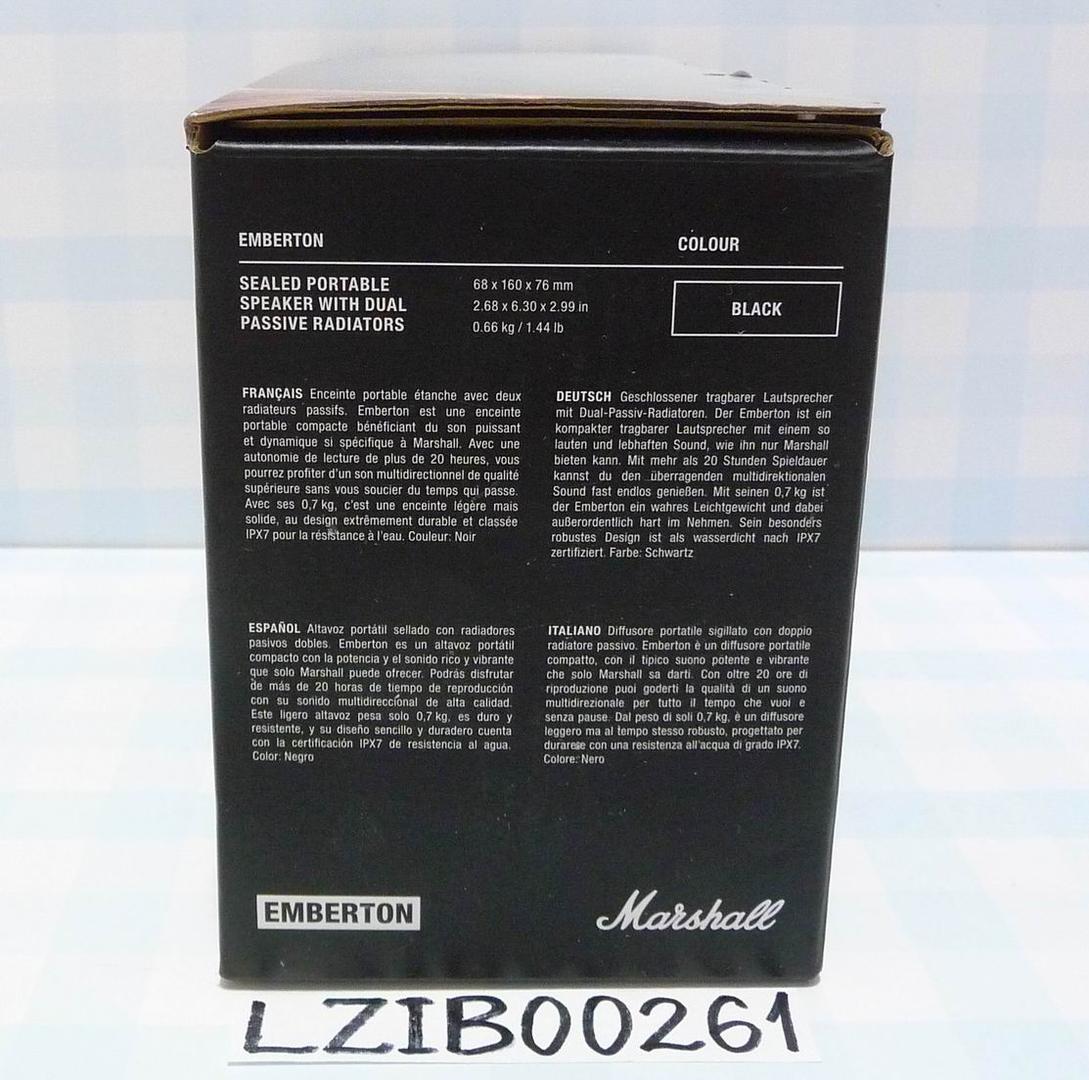 EMBERTON
COLOUR
SEALED PORTABLE
SPEAKER WITH DUAL
PASSIVE RADIATORS
68 x 160 x 76 mm
2.68 x 6.30 x 2.99 in
0.66 kg / 1.44 lb
BLACK
FRANÇAIS Enceinte portable étanche avec deux
radiateurs passifs. Emberton est une enceinte
portable compacte bénéficiant du son puissant
et dynamique si spécifique à Marshall. Avec une
autonomie de lecture de plus de 20 heures, vous
pourrez profiter d'un son multidirectionnel de qualité
supérieure sans vous soucier du temps qui passe.
Avec ses 0,7 kg, c'est une enceinte légère mais
solide, au design extrêmement durable et classée
IPX7 pour la résistance à l'eau. Couleur: Noir
DEUTSCH Geschlossener tragbarer Lautsprecher
mit Dual-Passiv-Radiatoren. Der Emberton ist ein
kompakter tragbarer Lautsprecher mit einem so
lauten und lebhaften Sound, wie ihn nur Marshall
bieten kann. Mit mehr als 20 Stunden Spieldauer
kannst du den überragenden multidirektionalen
Sound fast endlos genießen. Mit seinen 0,7 kg ist
der Emberton ein wahres Leichtgewicht und dabei
außerordentlich hart im Nehmen. Sein besonders
robustes Design ist als wasserdicht nach IPX7
zertifiziert. Farbe: Schwartz
ESPAÑOL Altavoz portátil sellado con radiadores
pasivos dobles. Emberton es un altavoz portátil
compacto con la potencia y el sonido rico y vibrante
que solo Marshall puede ofrecer. Podrás disfrutar
de más de 20 horas de tiempo de reproducción
con su sonido multidireccional de alta calidad.
Este ligero altavoz pesa solo 0,7 kg, es duro y
resistente, y su diseño sencillo y duradero cuenta
con la certificación IPX7 de resistencia al agua.
Color: Negro
ITALIANO Diffusore portatile sigillato con doppio
radiatore passivo. Emberton è un diffusore portatile
compatto, con il tipico suono potente e vibrante
che solo Marshall sa darti. Con oltre 20 ore di
riproduzione puoi goderti la qualità di un suono
multidirezionale per tutto il tempo che vuoi e
senza pause. Dal peso di soli 0,7 kg, è un diffusore
leggero ma al tempo stesso robusto, progettato per
durarese con una resistenza all'acqua di grado IPX7.
Colore: Nero
EMBERTON
Marshall
LZIB00261